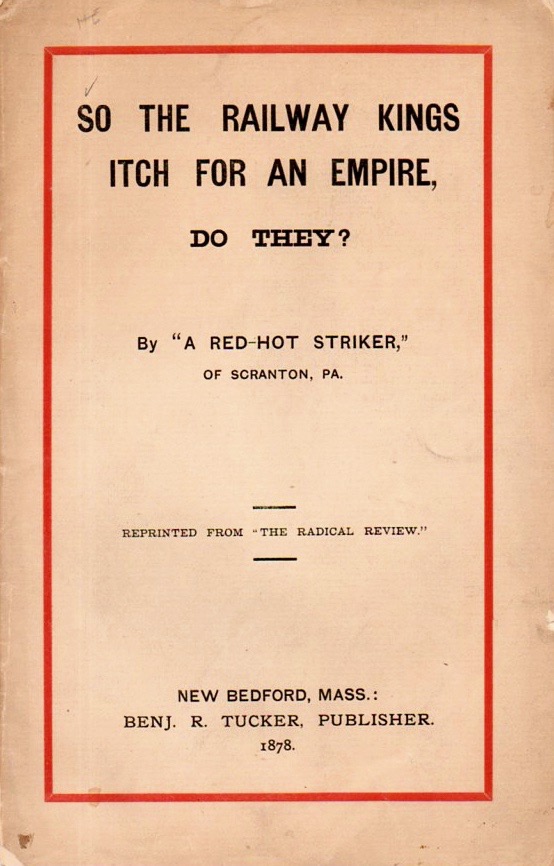 HE
SO THE RAILWAY KINGS
ITCH FOR AN EMPIRE,
DO THEY?
By "A RED-HOT STRIKER,"
OF SCRANTON, PA.
REPRINTED FROM "THE RADICAL REVIEW."
NEW BEDFORD, MASS.:
BENJ. R. TUCKER, PUBLISHER.
1878.